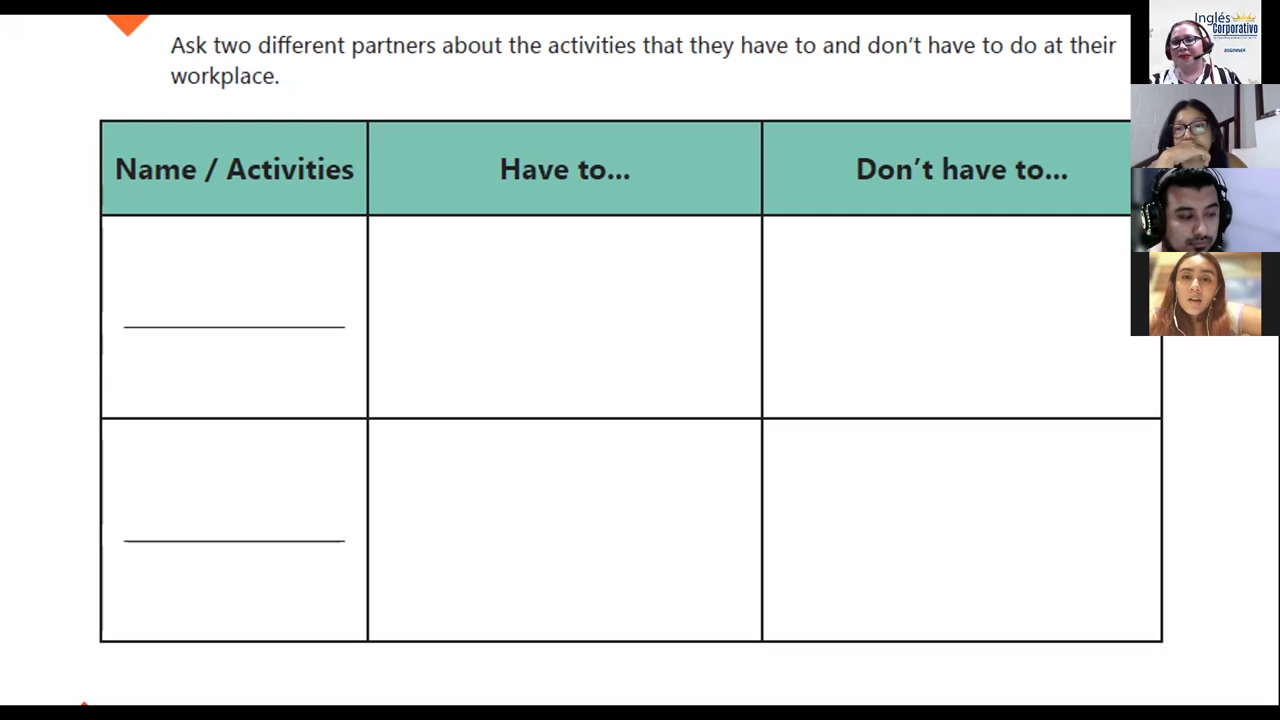 Ask two different partners about the activities that they have to and don't have to do at their
workplace.
Name / Activities
Have to...
Don't have to...
Inglés
Corporativo
BEGINNER